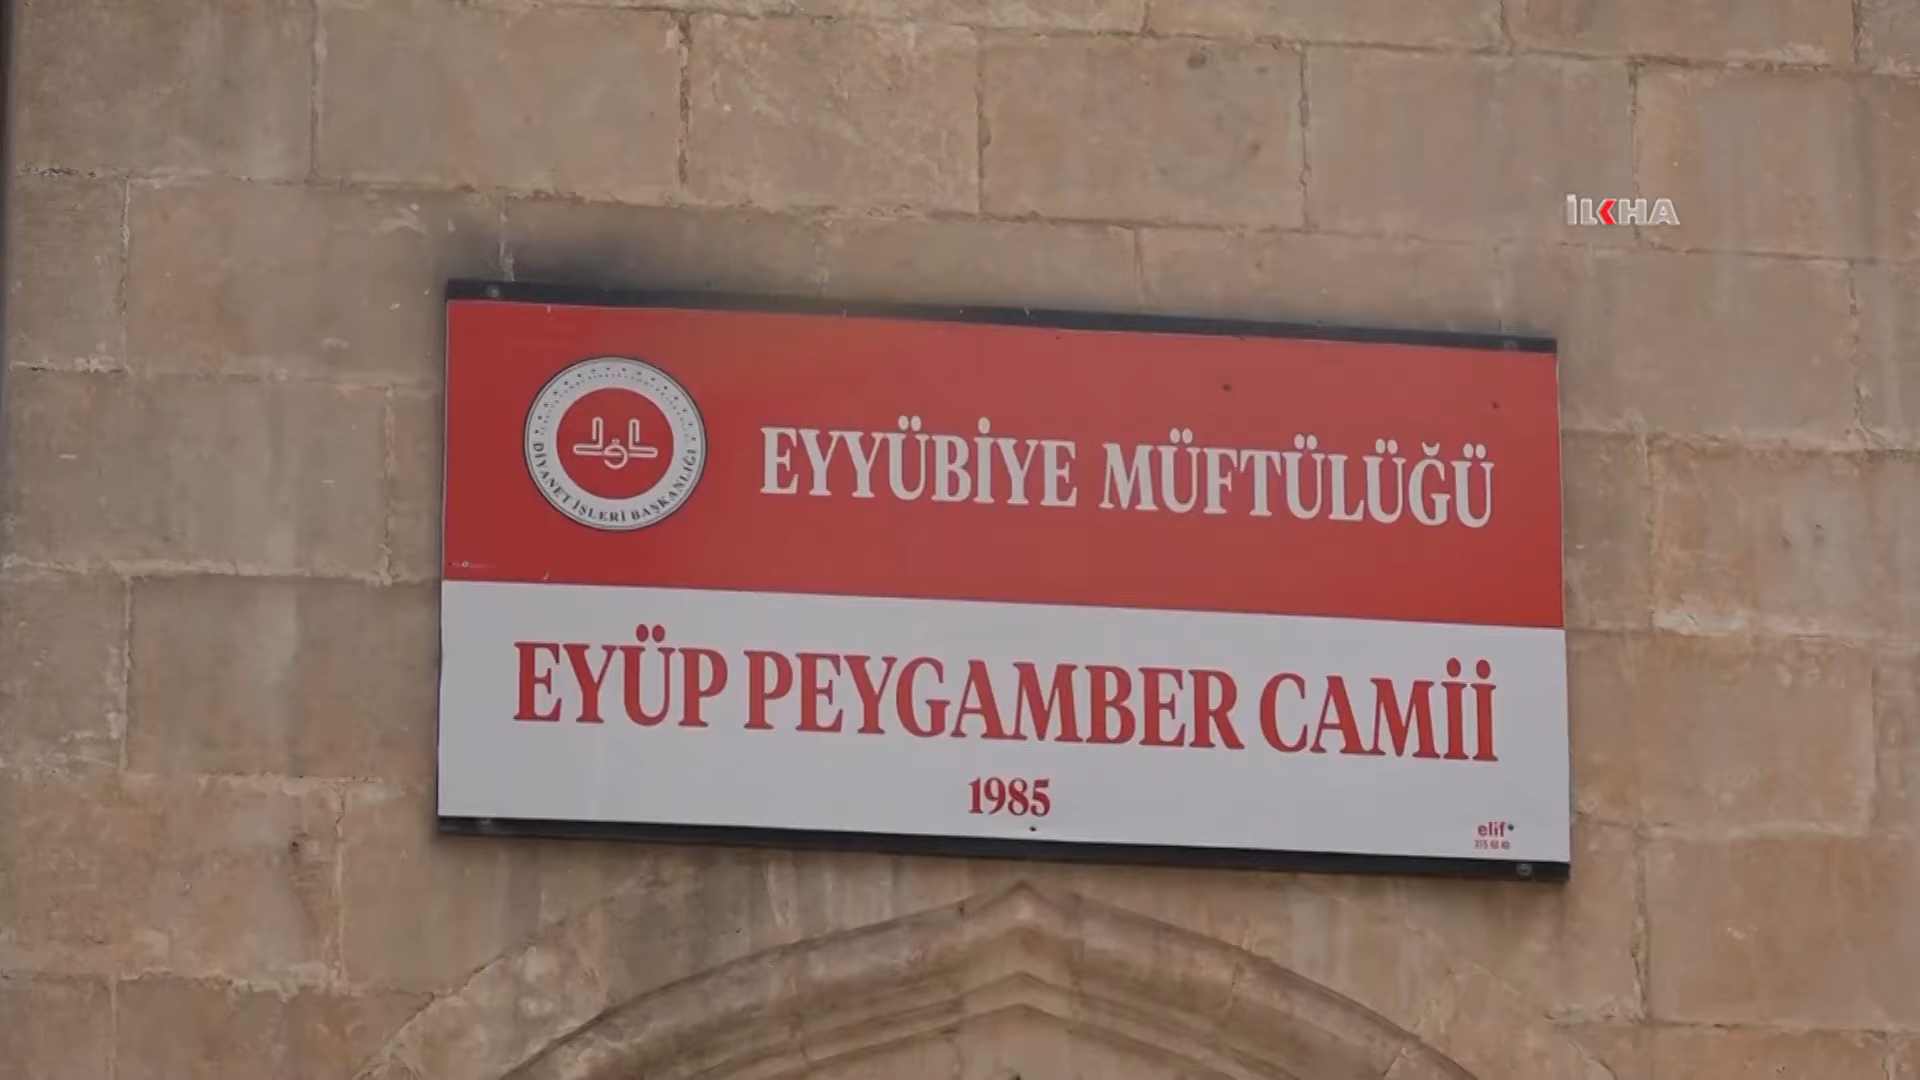 İLKHA
EYYÜBİYE MÜFTÜLÜĞÜ
DİYANET İŞLERİ BAŞKANLIĞI
EYÜP PEYGAMBER CAMİİ
1985
elif